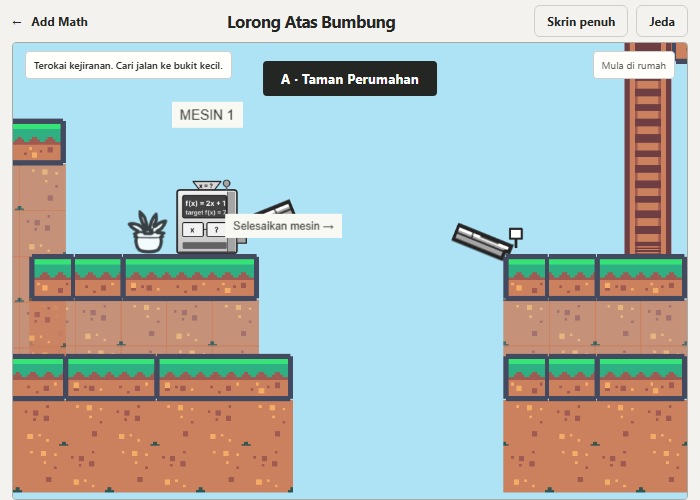 ← Add Math
Lorong Atas Bumbung
Skrin penuh
Jeda
Terokai kejiranan. Cari jalan ke bukit kecil.
A · Taman Perumahan
Mula di rumah
MESIN 1
x = ?
f(x) = 2x + 1
target f(x) =
x
?
Selesaikan mesin →